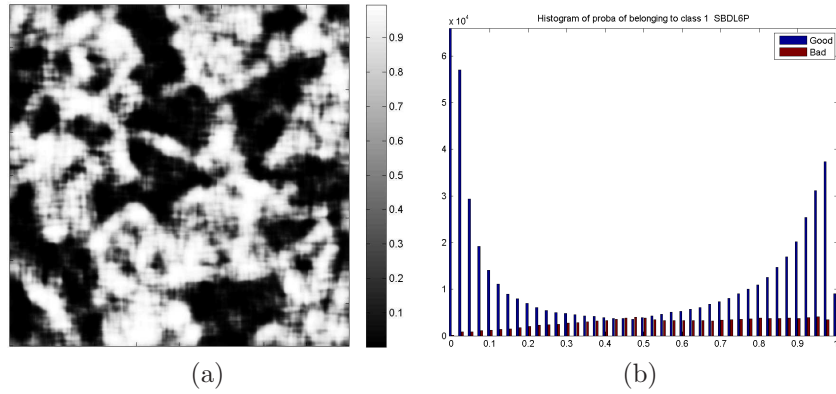 0.9
0.8
0.7
0.6
0.5
0.4
0.3
0.2
0.1
(a)
x 10⁴
Histogram of proba of belonging to class 1 SBDL6P
Good
Bad
6
5
4
3
2
1
0
0 0.1 0.2 0.3 0.4 0.5 0.6 0.7 0.8 0.9 1
(b)